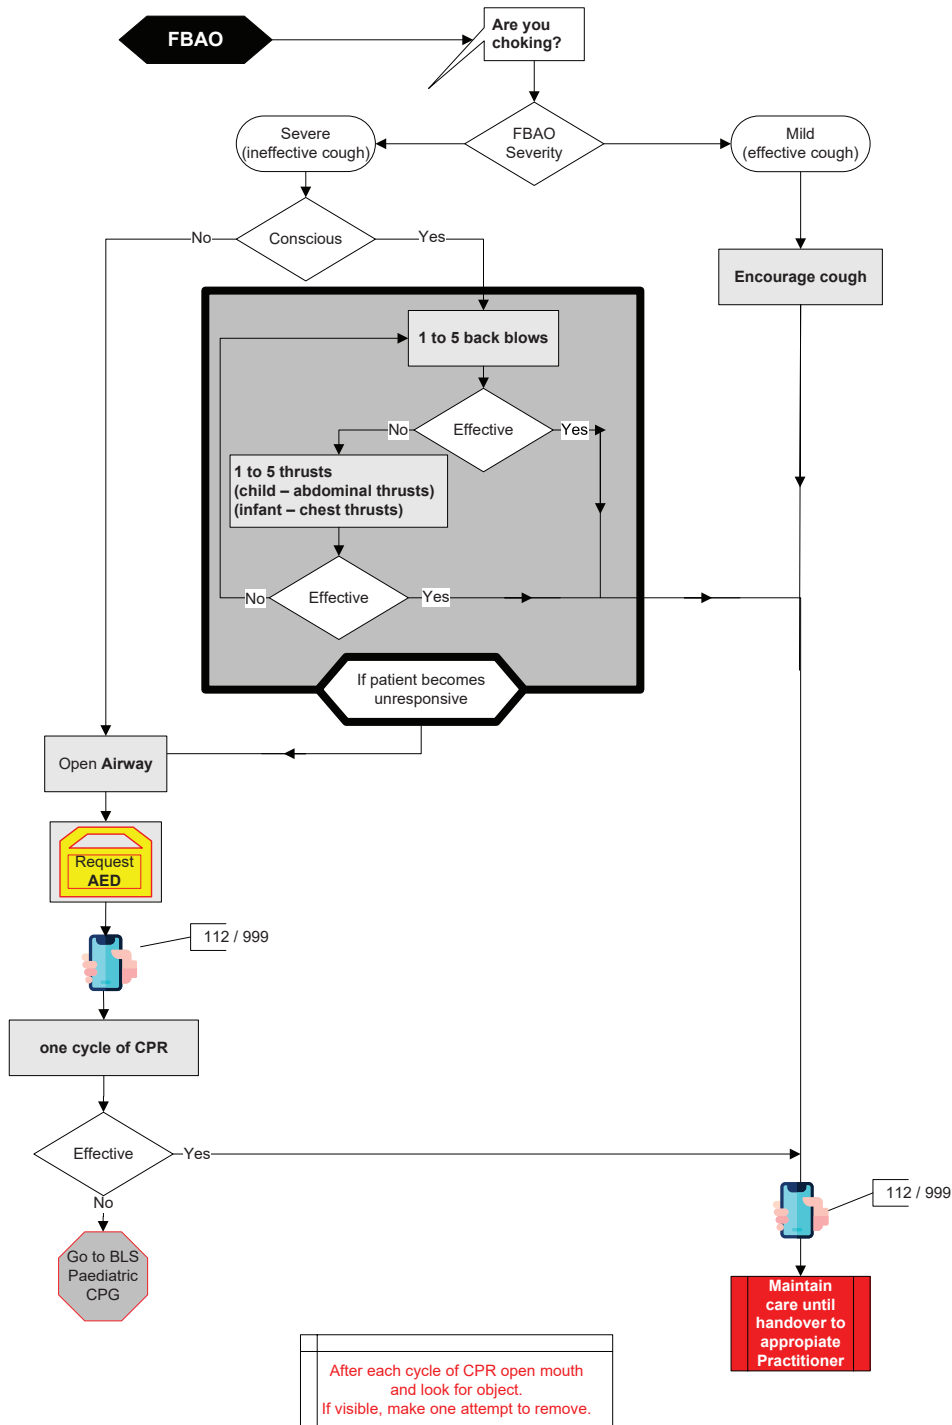 FBAO
Are you
choking?
Severe
(ineffective cough)
FBAO
Severity
Mild
(effective cough)
No
Conscious
Yes
Encourage cough
1 to 5 back blows
No
Effective
Yes
1 to 5 thrusts
(child – abdominal thrusts)
(infant – chest thrusts)
No
Effective
Yes
If patient becomes
unresponsive
Open Airway
Request
AED
112 / 999
one cycle of CPR
Effective
Yes
No
112 / 999
Go to BLS
Paediatric
CPG
Maintain
care until
handover to
appropiate
Practitioner
After each cycle of CPR open mouth
and look for object.
If visible, make one attempt to remove.